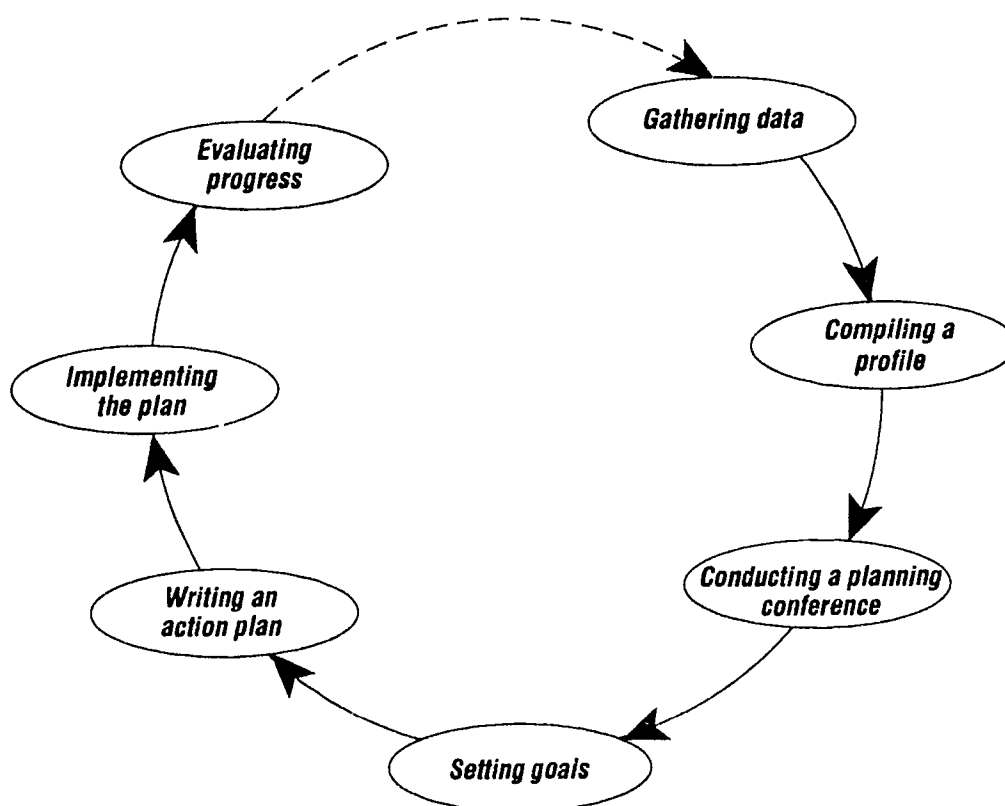 Gathering data
Compiling a
profile
Conducting a planning
conference
Setting goals
Writing an
action plan
Implementing
the plan
Evaluating
progress